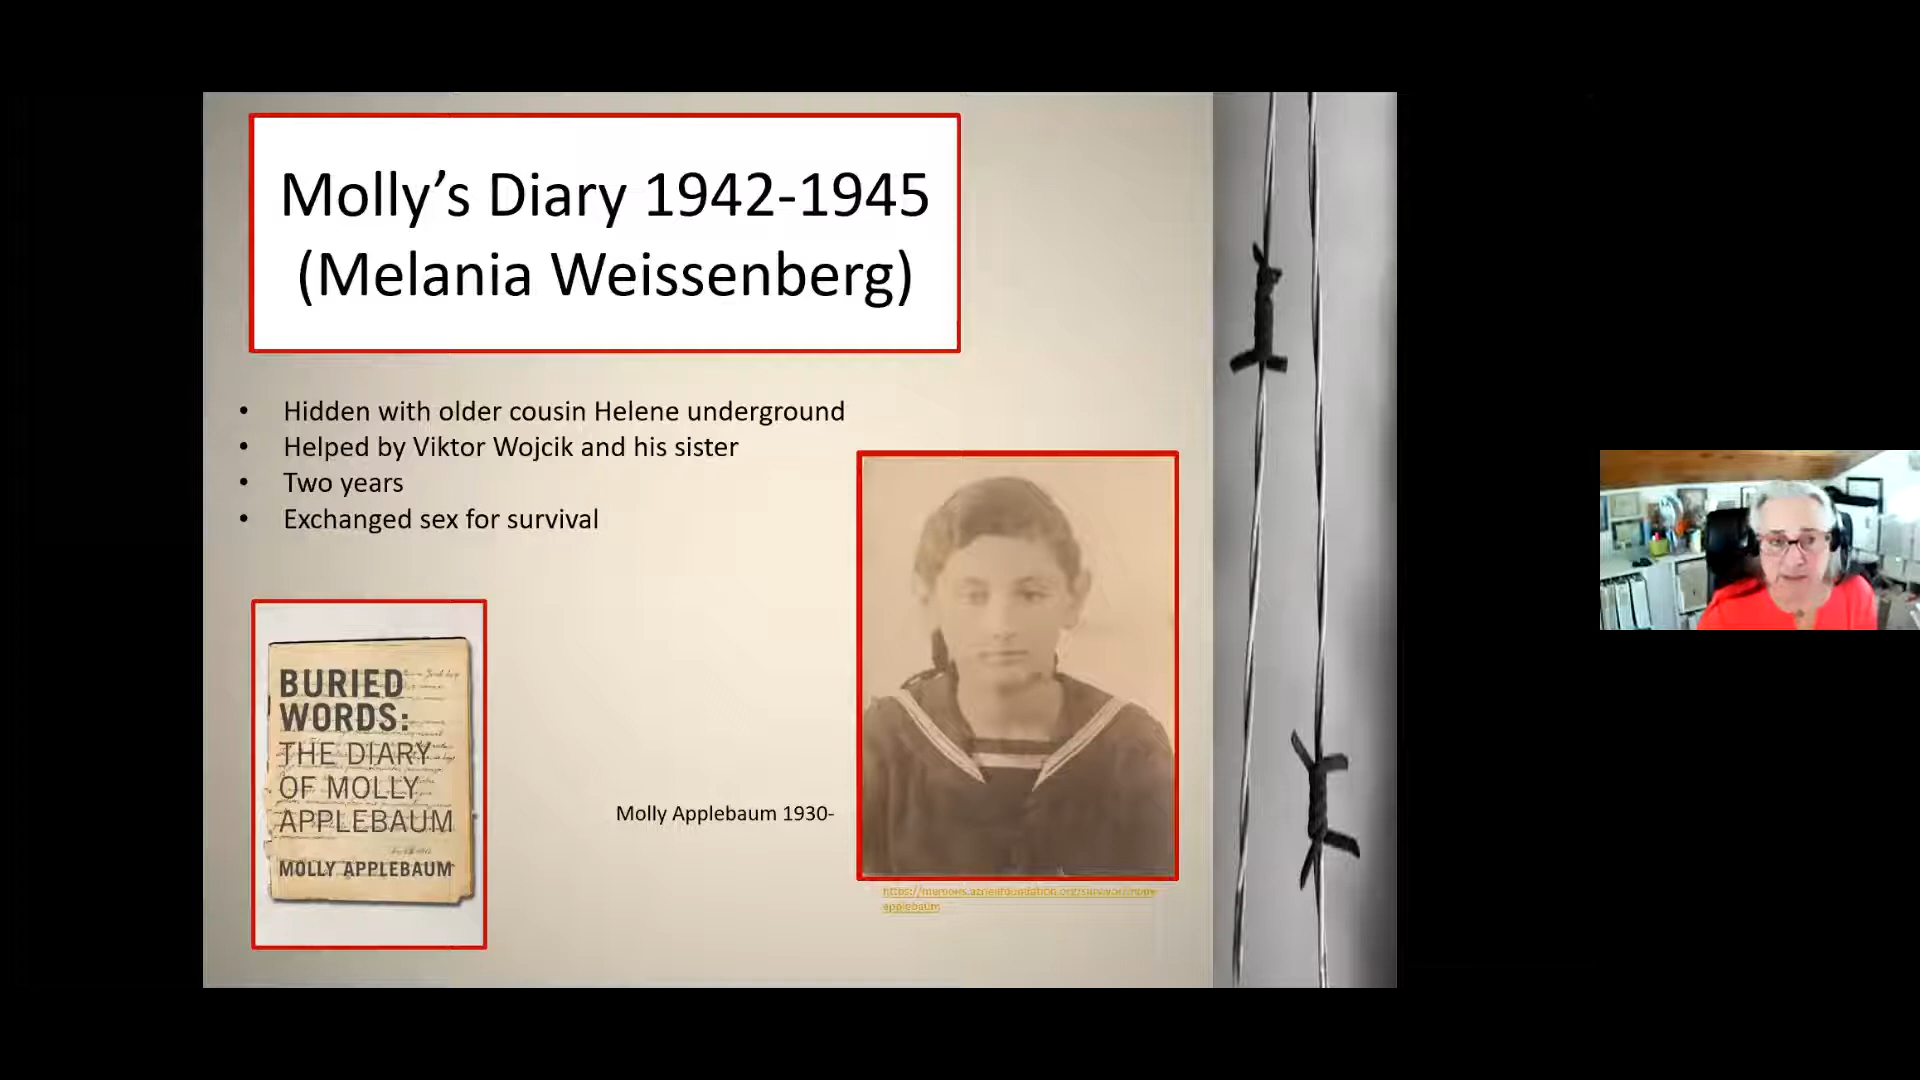 Molly’s Diary 1942-1945
(Melania Weissenberg)
• Hidden with older cousin Helene underground
• Helped by Viktor Wojcik and his sister
• Two years
• Exchanged sex for survival
BURIED
WORDS:
THE DIARY
OF MOLLY
APPLEBAUM
MOLLY APPLEBAUM
Molly Applebaum 1930-
applebaum